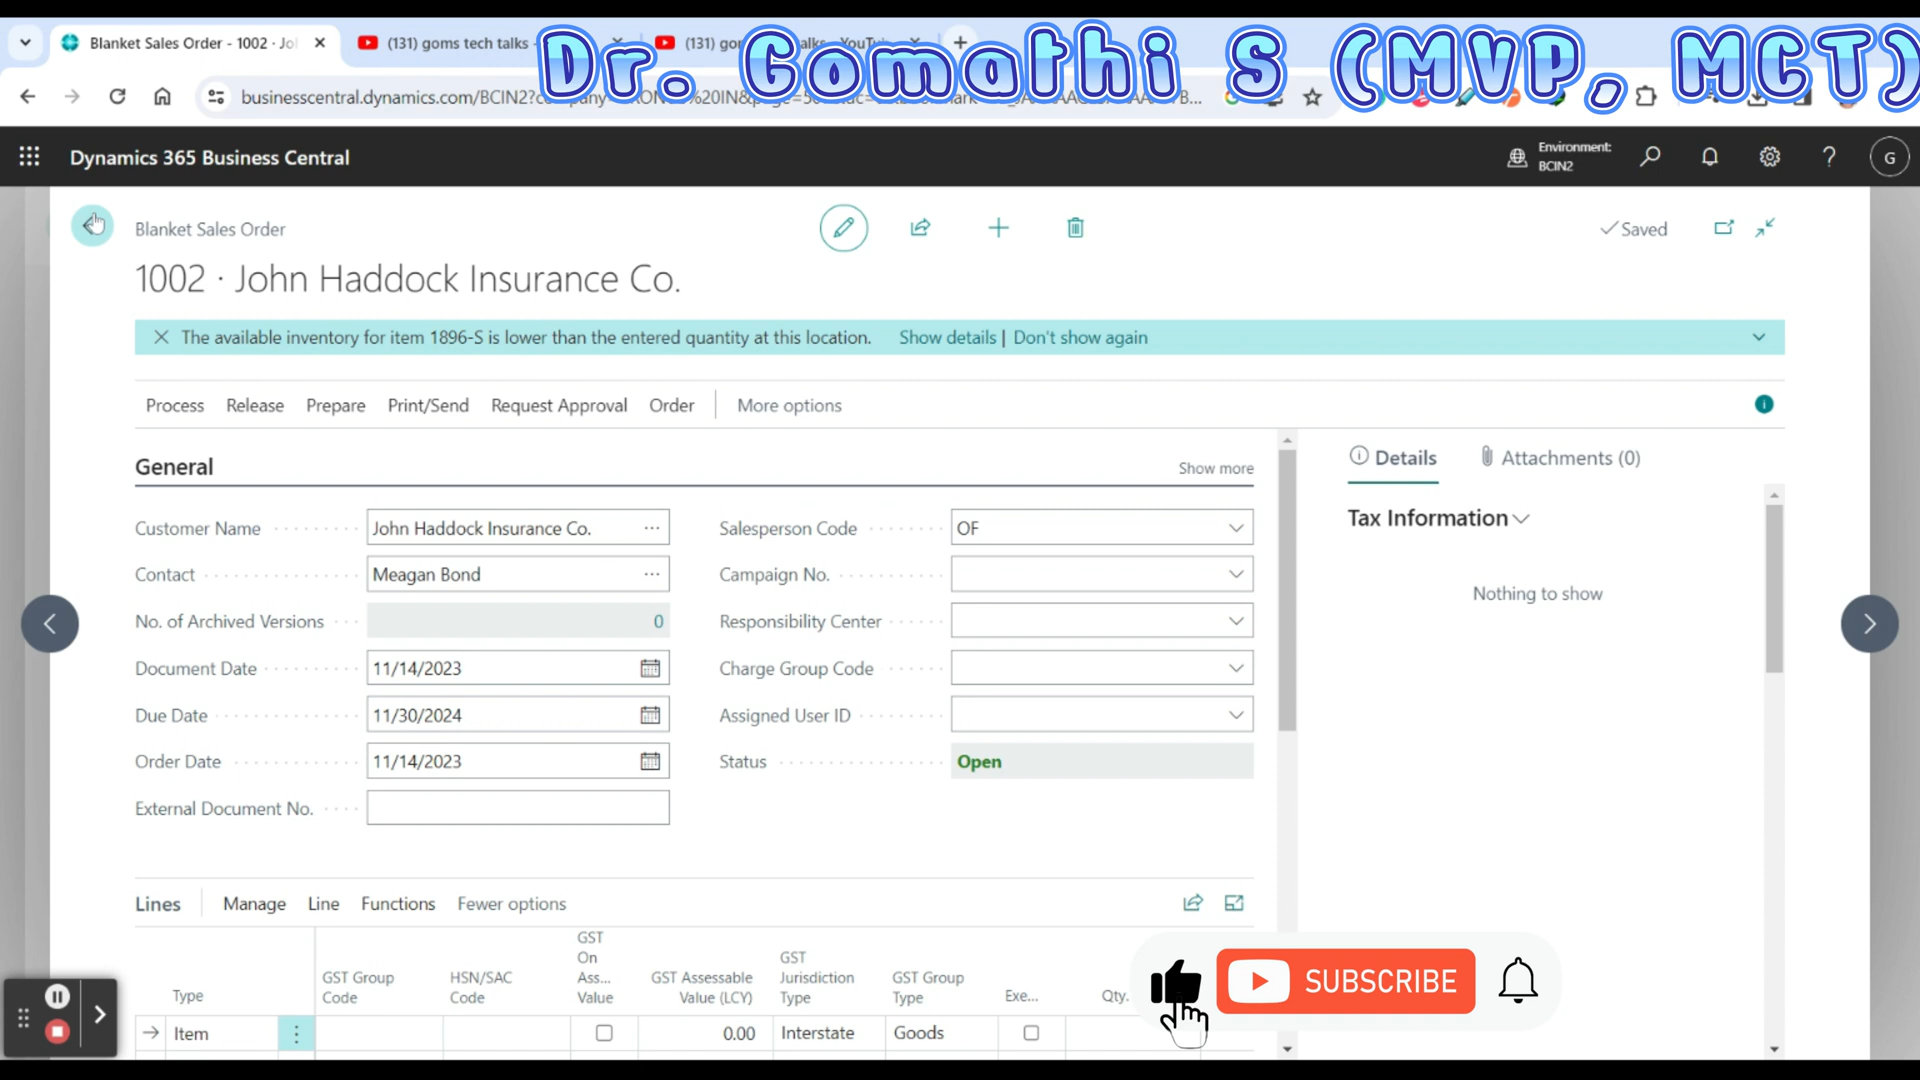 Blanket Sales Order - 1002 · Jo
(131) goms tech talks -
(131) go
Dr. Gomathi S (MVP, MCT)
businesscentral.dynamics.com/BCIN2?company
Dynamics 365 Business Central
Environment:
BCIN2
?
G
Blanket Sales Order
Saved
1002 · John Haddock Insurance Co.
The available inventory for item 1896-S is lower than the entered quantity at this location. Show details | Don't show again
Process Release Prepare Print/Send Request Approval Order More options
General
Show more
Customer Name John Haddock Insurance Co.
Contact Meagan Bond
No. of Archived Versions 0
Document Date 11/14/2023
Due Date 11/30/2024
Order Date 11/14/2023
External Document No.
Salesperson Code OF
Campaign No.
Responsibility Center
Charge Group Code
Assigned User ID
Status Open
Details Attachments (0)
Tax Information
Nothing to show
Lines Manage Line Functions Fewer options
Type
GST Group
Code
HSN/SAC
Code
GST
On
Ass...
Value
GST Assessable
Value (LCY)
GST
Jurisdiction
Type
GST Group
Type
Exe...
Qty.
Item 0.00 Interstate Goods
SUBSCRIBE